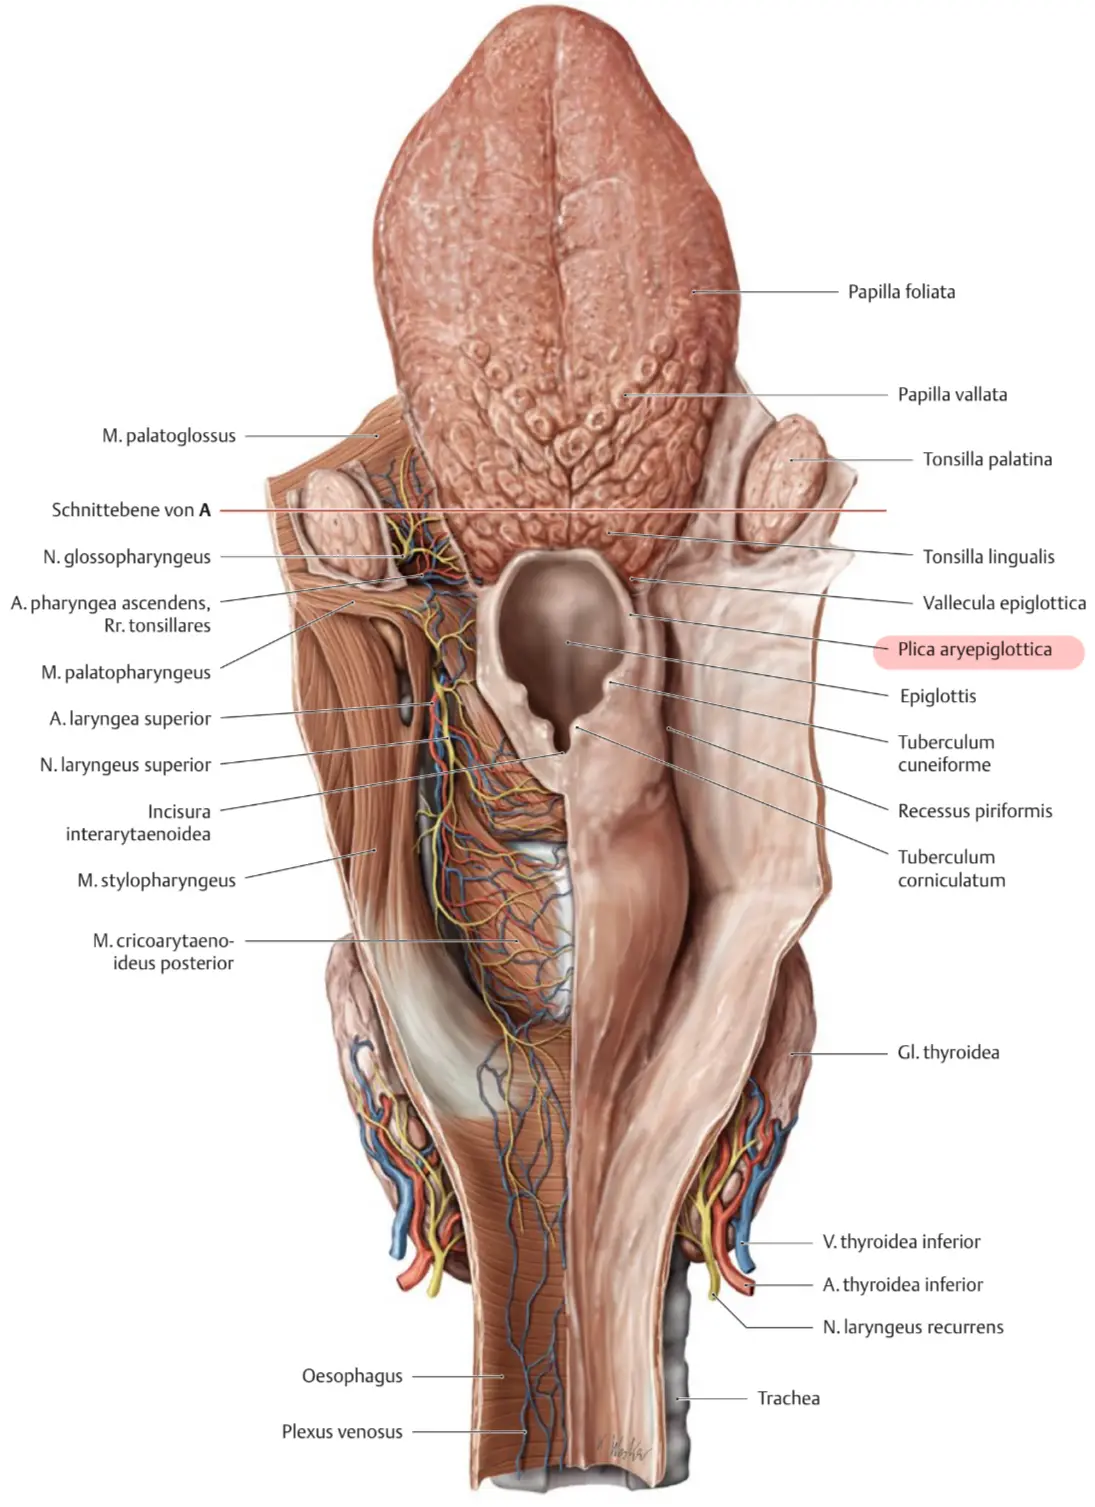 Papilla foliata
Papilla vallata
M. palatoglossus
Tonsilla palatina
Schnittebene von A
N. glossopharyngeus
Tonsilla lingualis
A. pharyngea ascendens,
Rr. tonsillares
Vallecula epiglottica
Plica aryepiglottica
M. palatopharyngeus
Epiglottis
A. laryngea superior
Tuberculum
cuneiforme
N. laryngeus superior
Incisura
interarytaenoidea
Recessus piriformis
Tuberculum
corniculatum
M. stylopharyngeus
M. cricoarytaeno-
ideus posterior
Gl. thyroidea
V. thyroidea inferior
A. thyroidea inferior
N. laryngeus recurrens
Oesophagus
Trachea
Plexus venosus